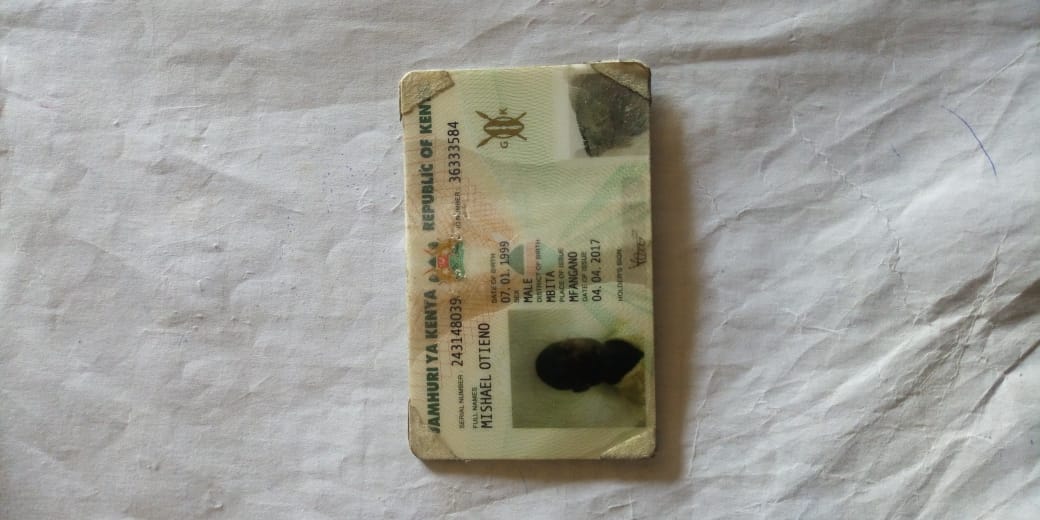 JAMHURI YA KENYA REPUBLIC OF KENY
SERIAL NUMBER 243148039 ID NUMBER 36333584
FULL NAMES
MISHAEL OTIENO
G K
DATE OF BIRTH
07.01.1999
SEX
MALE
DISTRICT OF BIRTH
MBITA
PLACE OF ISSUE
MFANGANO
DATE OF ISSUE
04.04.2017
HOLDER'S SIGN.